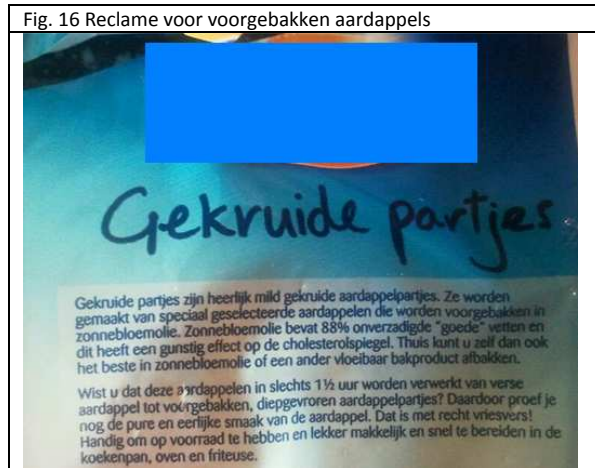 Fig. 16 Reclame voor voorgebakken aardappels
Gekruide partjes
Gekruide partjes zijn heerlijk mild gekruide aardappelpartjes. Ze worden
gemaakt van speciaal geselecteerde aardappelen die worden voorgebakken in
zonnebloemolie. Zonnebloemolie bevat 88% onverzadigde "goede" vetten en
dit heeft een gunstig effect op de cholesterolspiegel. Thuis kunt u zelf dan ook
het beste in zonnebloemolie of een ander vloeibaar bakproduct afbakken.
Wist u dat deze aardappelen in slechts 1½ uur worden verwerkt van verse
aardappel tot voorgebakken, diepgevroren aardappelpartjes? Daardoor proef je
nog de pure en eerlijke smaak van de aardappel. Dat is met recht vriesvers!
Handig om op voorraad te hebben en lekker makkelijk en snel te bereiden in de
koekenpan, oven en friteuse.